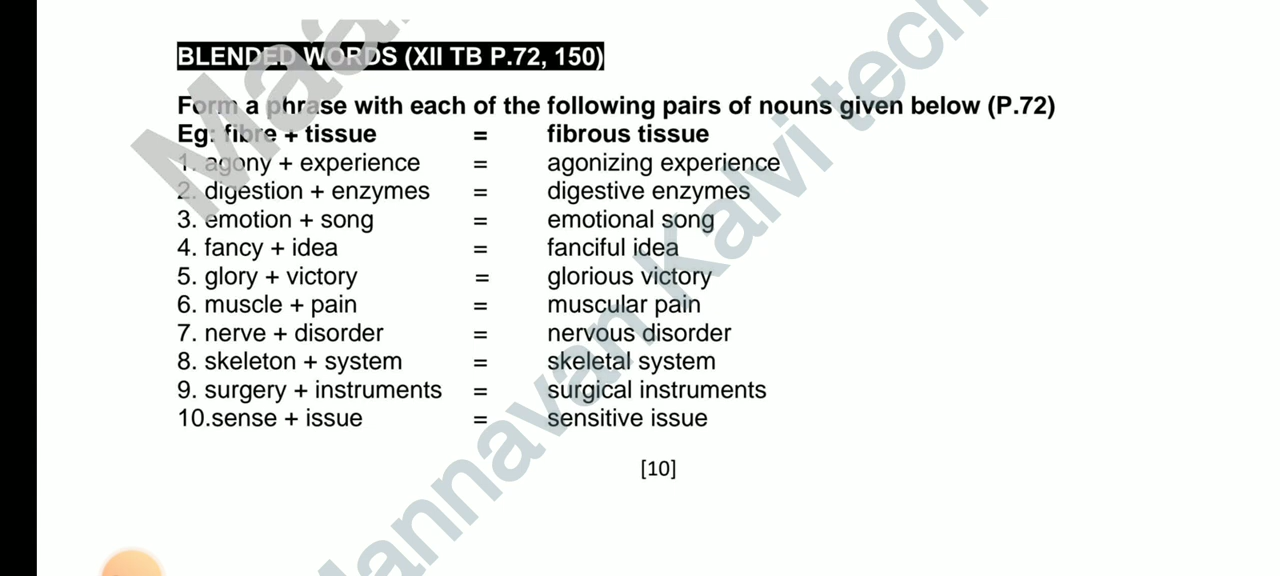 BLENDED WORDS (XII TB P.72, 150)
Form a phrase with each of the following pairs of nouns given below (P.72)
Eg: fibre + tissue = fibrous tissue
1. agony + experience = agonizing experience
2. digestion + enzymes = digestive enzymes
3. emotion + song = emotional song
4. fancy + idea = fanciful idea
5. glory + victory = glorious victory
6. muscle + pain = muscular pain
7. nerve + disorder = nervous disorder
8. skeleton + system = skeletal system
9. surgery + instruments = surgical instruments
10.sense + issue = sensitive issue
[10]
annavan Kalvi tech